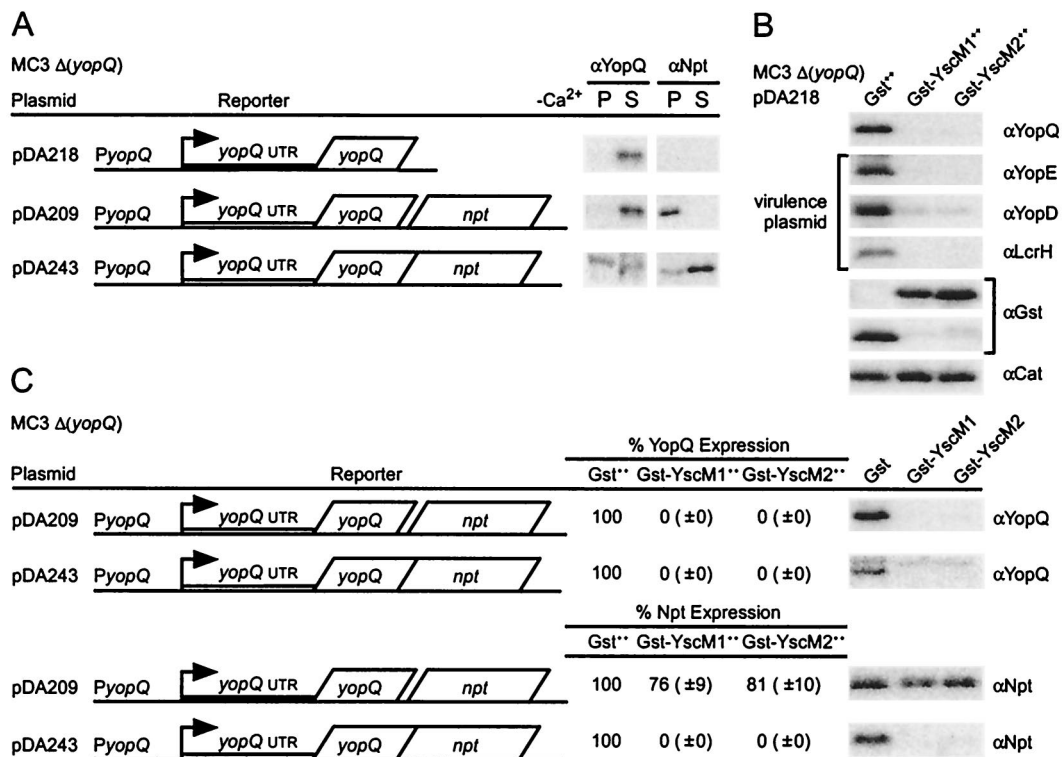 A
MC3 Δ(yopQ)
αYopQ αNpt
Plasmid Reporter -Ca2+ P S P S
pDA218 PyopQ yopQ UTR yopQ
pDA209 PyopQ yopQ UTR yopQ npt
pDA243 PyopQ yopQ UTR yopQ npt
B
MC3 Δ(yopQ)
pDA218
Gst++ Gst-YscM1++ Gst-YscM2++
αYopQ
virulence plasmid
αYopE
αYopD
αLcrH
αGst
αCat
C
MC3 Δ(yopQ)
% YopQ Expression
Plasmid Reporter Gst++ Gst-YscM1++ Gst-YscM2++ Gst Gst-YscM1 Gst-YscM2
pDA209 PyopQ yopQ UTR yopQ npt 100 0 (±0) 0 (±0) αYopQ
pDA243 PyopQ yopQ UTR yopQ npt 100 0 (±0) 0 (±0) αYopQ
% Npt Expression
Gst++ Gst-YscM1++ Gst-YscM2++
pDA209 PyopQ yopQ UTR yopQ npt 100 76 (±9) 81 (±10) αNpt
pDA243 PyopQ yopQ UTR yopQ npt 100 0 (±0) 0 (±0) αNpt